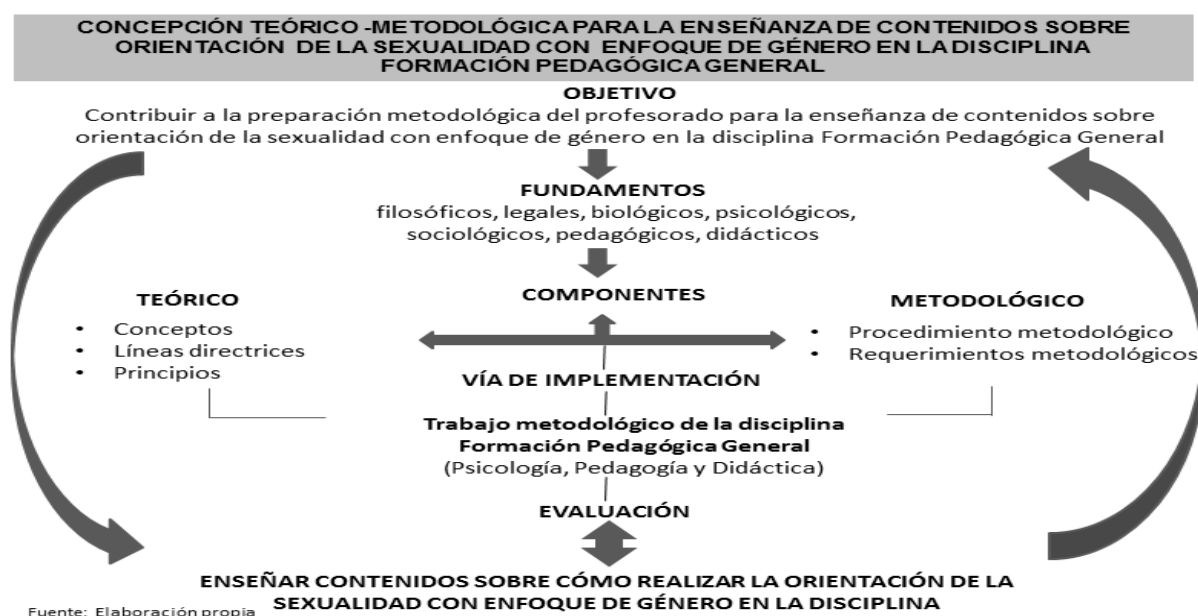 CONCEPCIÓN TEÓRICO -METODOLÓGICA PARA LA ENSEÑANZA DE CONTENIDOS SOBRE
ORIENTACIÓN DE LA SEXUALIDAD CON ENFOQUE DE GÉNERO EN LA DISCIPLINA
FORMACIÓN PEDAGÓGICA GENERAL
OBJETIVO
Contribuir a la preparación metodológica del profesorado para la enseñanza de contenidos sobre
orientación de la sexualidad con enfoque de género en la disciplina Formación Pedagógica General
FUNDAMENTOS
filosóficos, legales, biológicos, psicológicos,
sociológicos, pedagógicos, didácticos
COMPONENTES
TEÓRICO
• Conceptos
• Líneas directrices
• Principios
METODOLÓGICO
• Procedimiento metodológico
• Requerimientos metodológicos
VÍA DE IMPLEMENTACIÓN
Trabajo metodológico de la disciplina
Formación Pedagógica General
(Psicología, Pedagogía y Didáctica)
EVALUACIÓN
ENSEÑAR CONTENIDOS SOBRE CÓMO REALIZAR LA ORIENTACIÓN DE LA
SEXUALIDAD CON ENFOQUE DE GÉNERO EN LA DISCIPLINA
Fuente: Elaboración propia